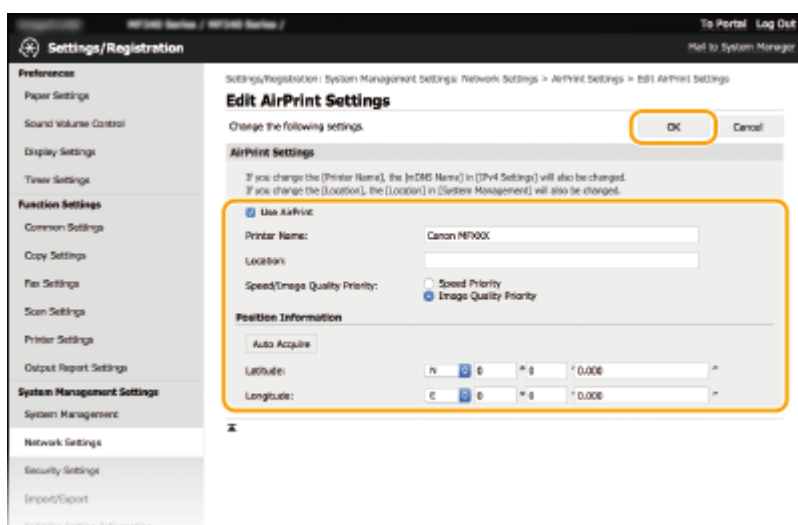 MF240 Series / MF240 Series / To Portal Log Out
Settings/Registration Mail to System Manager
Preferences
Paper Settings
Sound Volume Control
Display Settings
Timer Settings
Function Settings
Common Settings
Copy Settings
Fax Settings
Scan Settings
Printer Settings
Output Report Settings
System Management Settings
System Management
Network Settings
Security Settings
Import/Export
Settings/Registration: System Management Settings: Network Settings > AirPrint Settings > Edit AirPrint Settings
Edit AirPrint Settings
Change the following settings. OK Cancel
AirPrint Settings
If you change the [Printer Name], the [mDNS Name] in [IPv4 Settings] will also be changed.
If you change the [Location], the [Location] in [System Management] will also be changed.
Use AirPrint
Printer Name: Canon MFXXX
Location:
Speed/Image Quality Priority: Speed Priority
Image Quality Priority
Position Information
Auto Acquire
Latitude: N 0 ° 0 ' 0.000 "
Longitude: E 0 ° 0 ' 0.000 "